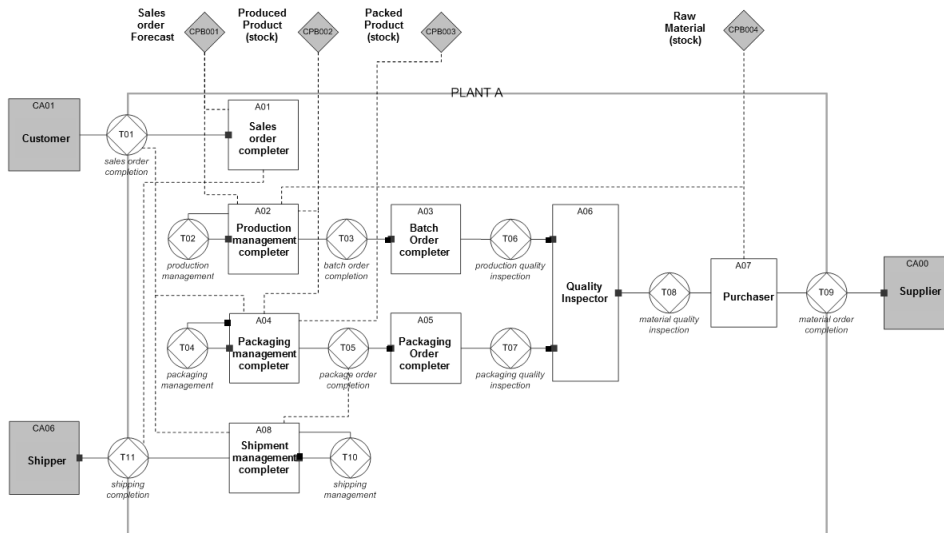 Sales
order
Forecast
CPB001
Produced
Product
(stock)
CPB002
Packed
Product
(stock)
CPB003
Raw
Material
(stock)
CPB004
PLANT A
CA01
Customer
T01
sales order
completion
A01
Sales
order
completer
T02
production
management
A02
Production
management
completer
T03
batch order
completion
A03
Batch
Order
completer
T06
production quality
inspection
A06
Quality
Inspector
T08
material quality
inspection
A07
Purchaser
T09
material order
completion
CA00
Supplier
T04
packaging
management
A04
Packaging
management
completer
T05
package order
completion
A05
Packaging
Order
completer
T07
packaging quality
inspection
CA06
Shipper
T11
shipping
completion
A08
Shipment
management
completer
T10
shipping
management